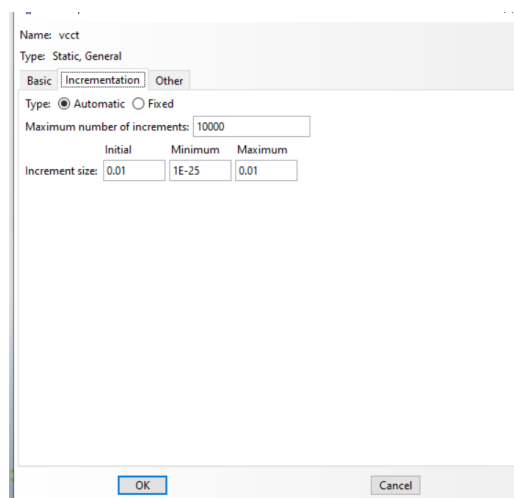 Name: vcct
Type: Static, General
Basic Incrementation Other
Type: Automatic Fixed
Maximum number of increments: 10000
Initial Minimum Maximum
Increment size: 0.01 1E-25 0.01
OK Cancel